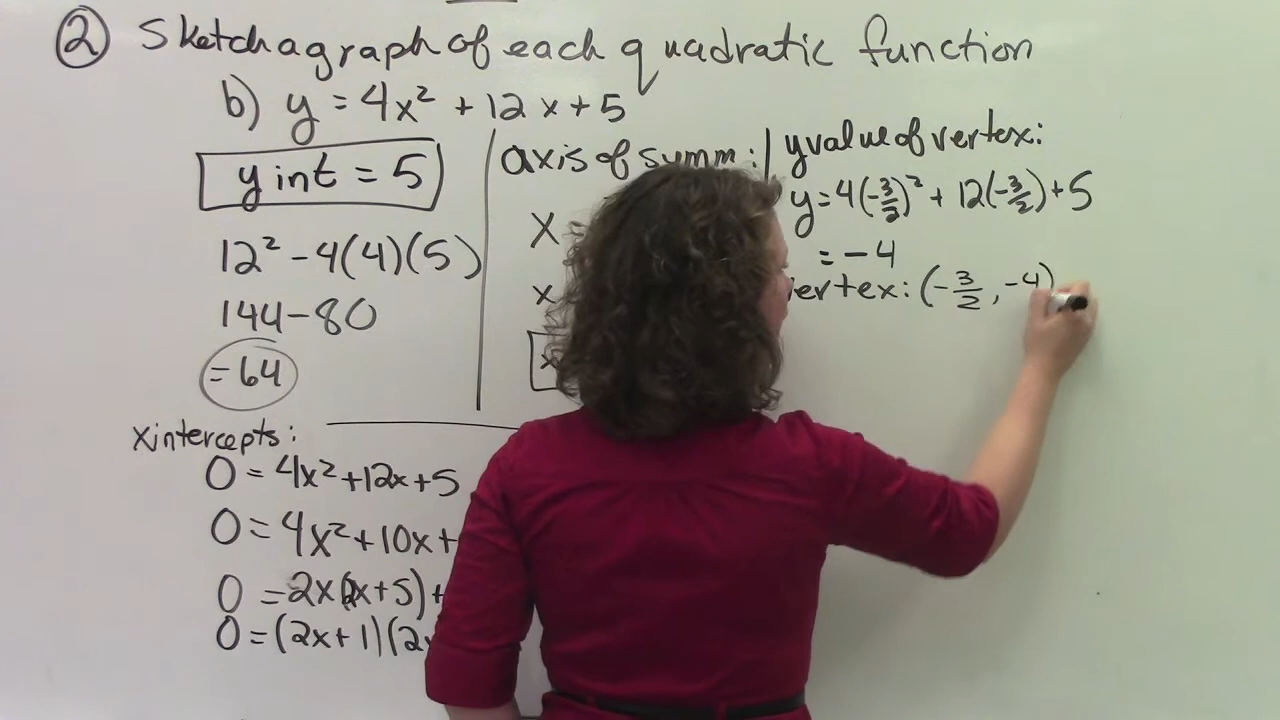 ② Sketch a graph of each quadratic function
b) y = 4x² + 12x + 5
y int = 5
12² - 4(4)(5)
144 - 80
= 64
x intercepts:
0 = 4x² + 12x + 5
0 = 4x² + 10x +
0 = 2x(2x + 5) +
0 = (2x + 1)(2x
axis of symm:
X =
x
x
y value of vertex:
y = 4(-3/2)² + 12(-3/2) + 5
= -4
vertex: (-3/2, -4)